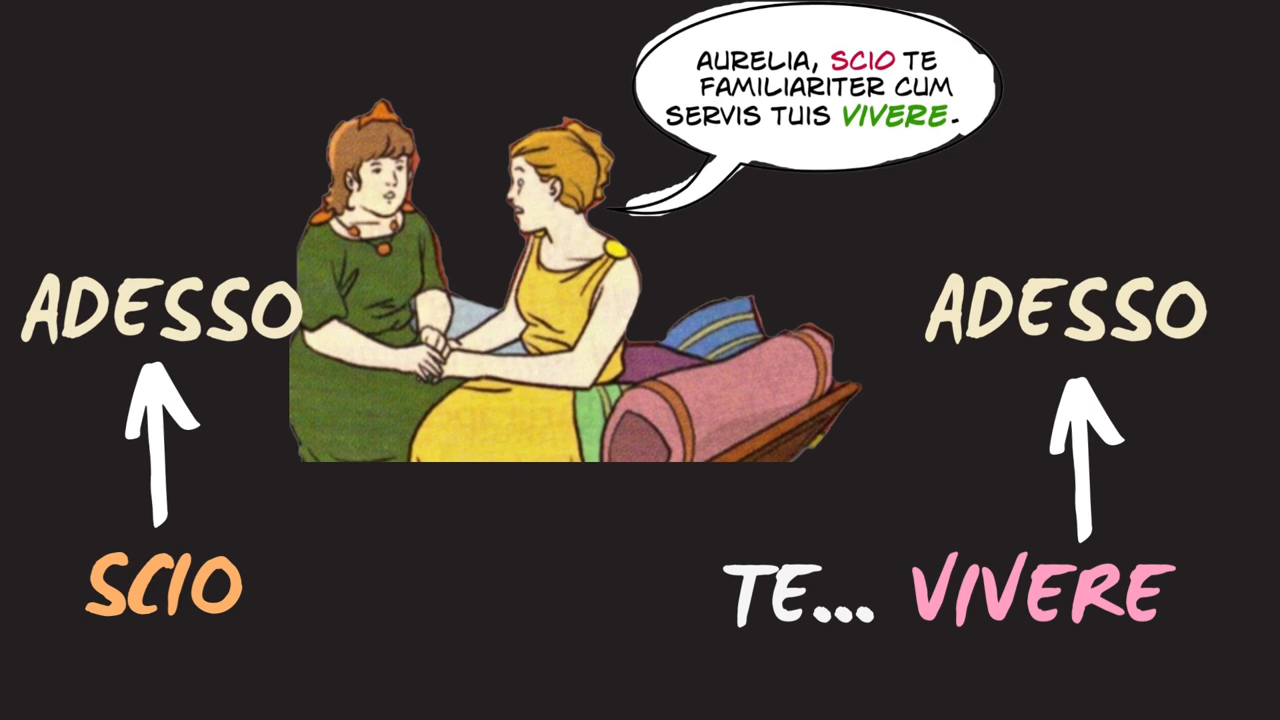 AURELIA, SCIO TE
FAMILIARITER CUM
SERVIS TUIS VIVERE.
ADESSO
ADESSO
SCIO
TE... VIVERE